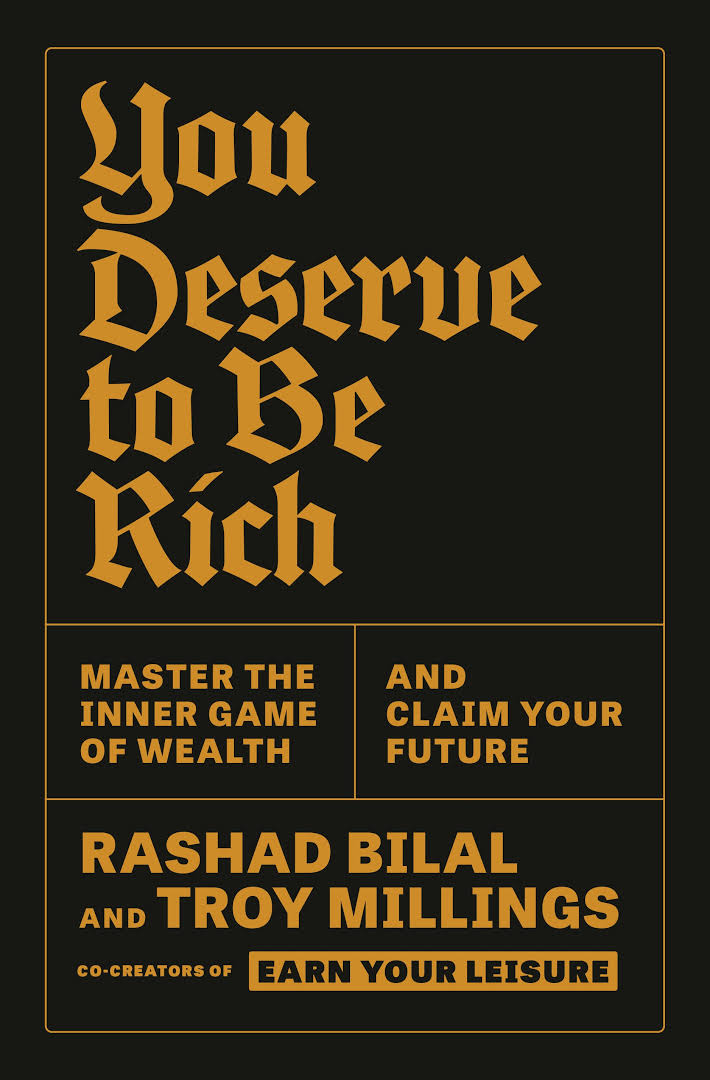 You
Deserve
to Be
Rich
MASTER THE
INNER GAME
OF WEALTH
AND
CLAIM YOUR
FUTURE
RASHAD BILAL
AND TROY MILLINGS
CO-CREATORS OF EARN YOUR LEISURE